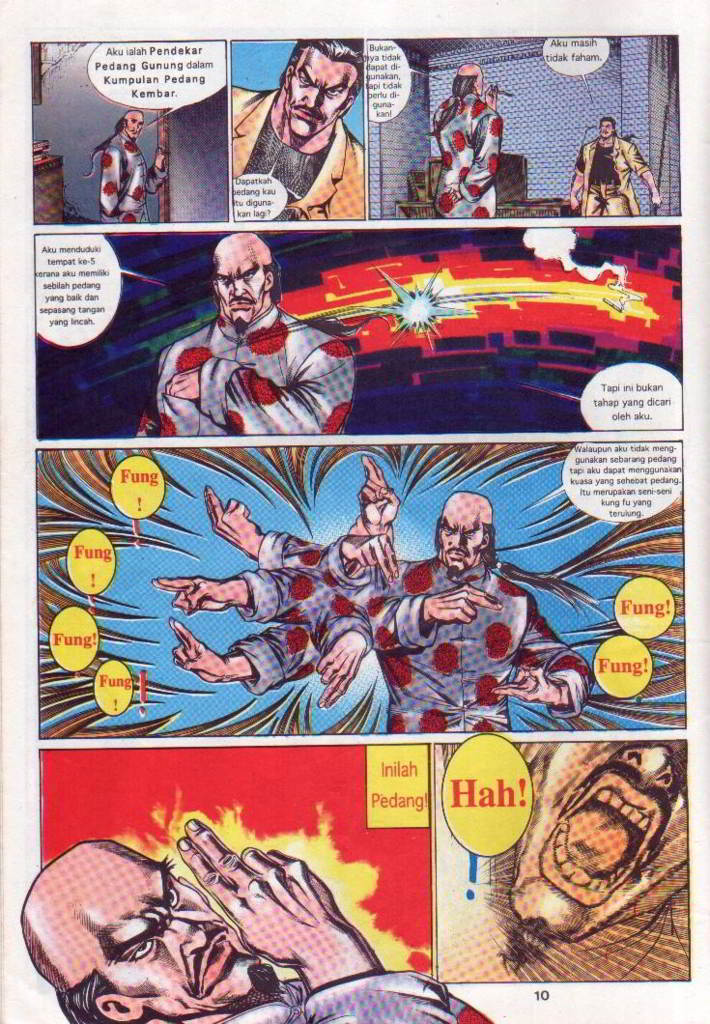 Aku ialah Pendekar
Pedang Gunung dalam
Kumpulan Pedang
Kembar.
Dapatkah
pedang kau
itu diguna-
kan lagi?
Bukan-
nya tidak
dapat di-
gunakan,
tapi tidak
perlu di-
guna-
kan!
Aku masih
tidak faham.
Aku menduduki
tempat ke-5
kerana aku memiliki
sebilah pedang
yang baik dan
sepasang tangan
yang lincah.
Tapi ini bukan
tahap yang dicari
oleh aku.
Fung
!
Fung
!
Fung!
Fung
!
Walaupun aku tidak meng-
gunakan sebarang pedang
tapi aku dapat menggunakan
kuasa yang sehebat pedang.
Itu merupakan seni-seni
kung fu yang
terulung.
Fung!
Fung!
Inilah
Pedang!
Hah!
10